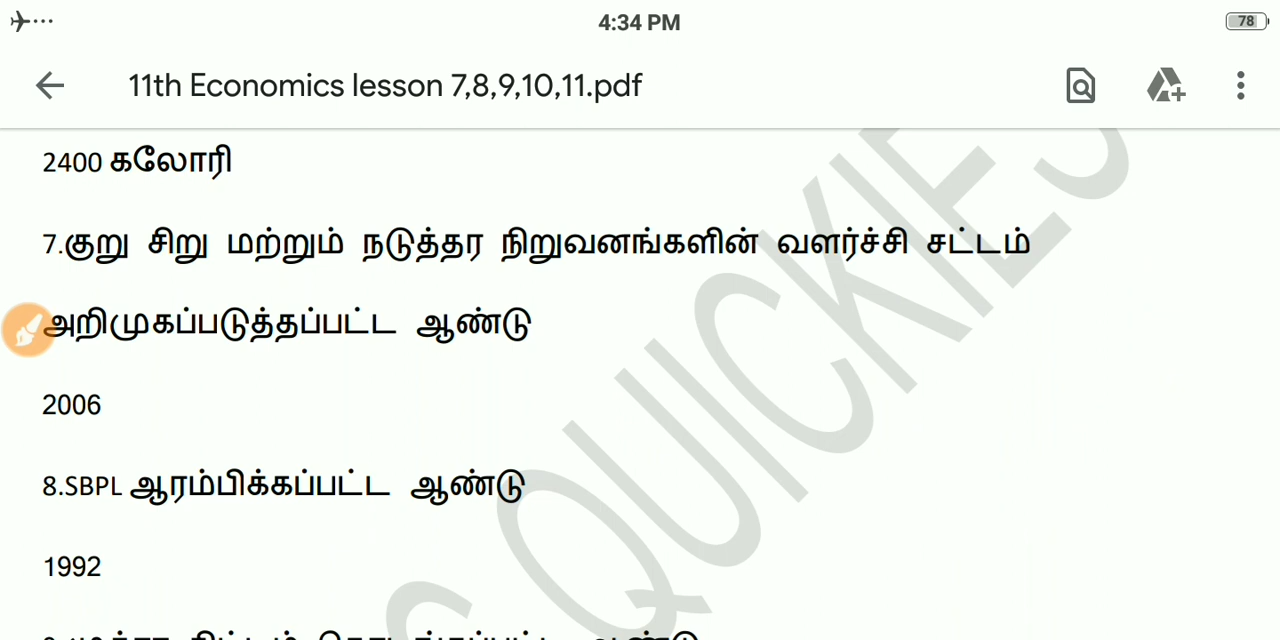 4:34 PM
78
11th Economics lesson 7,8,9,10,11.pdf
2400 கலோரி
7.குறு சிறு மற்றும் நடுத்தர நிறுவனங்களின் வளர்ச்சி சட்டம்
அறிமுகப்படுத்தப்பட்ட ஆண்டு
2006
8.SBPL ஆரம்பிக்கப்பட்ட ஆண்டு
1992
QUICKIES